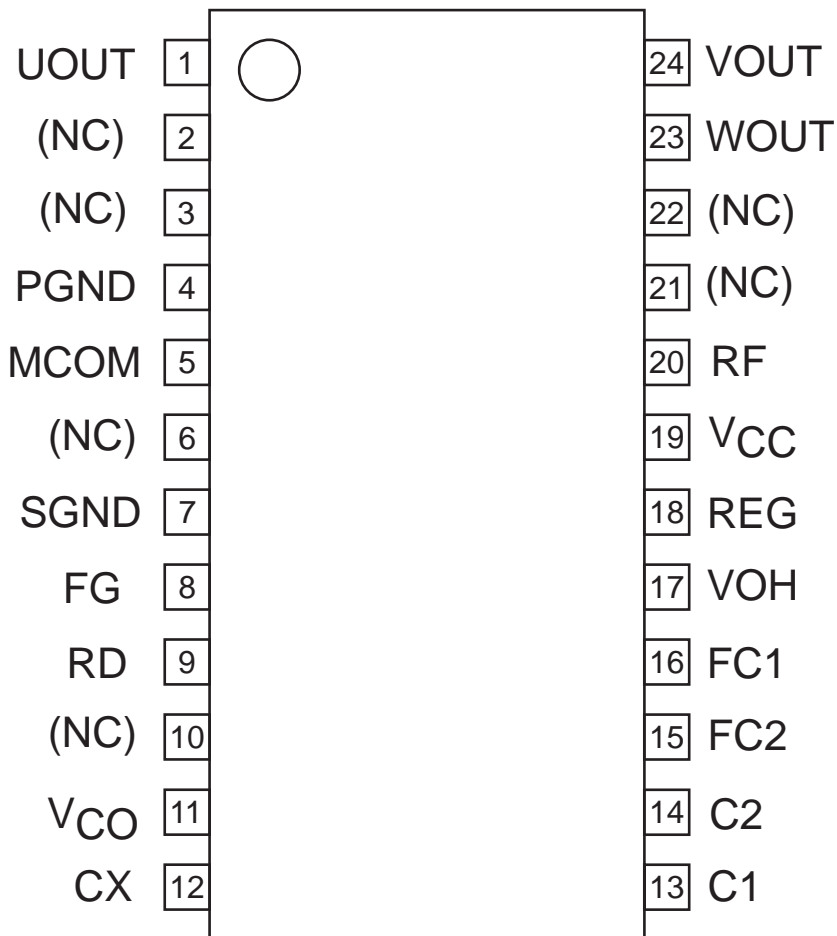 UOUT 1 24 VOUT
(NC) 2 23 WOUT
(NC) 3 22 (NC)
PGND 4 21 (NC)
MCOM 5 20 RF
(NC) 6 19 VCC
SGND 7 18 REG
FG 8 17 VOH
RD 9 16 FC1
(NC) 10 15 FC2
VCO 11 14 C2
CX 12 13 C1